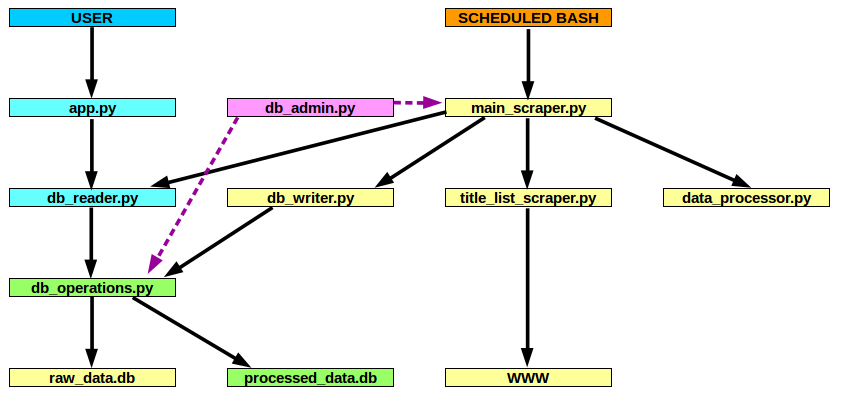 USER
SCHEDULED BASH
app.py
db_admin.py
main_scraper.py
db_reader.py
db_writer.py
title_list_scraper.py
data_processor.py
db_operations.py
raw_data.db
processed_data.db
WWW